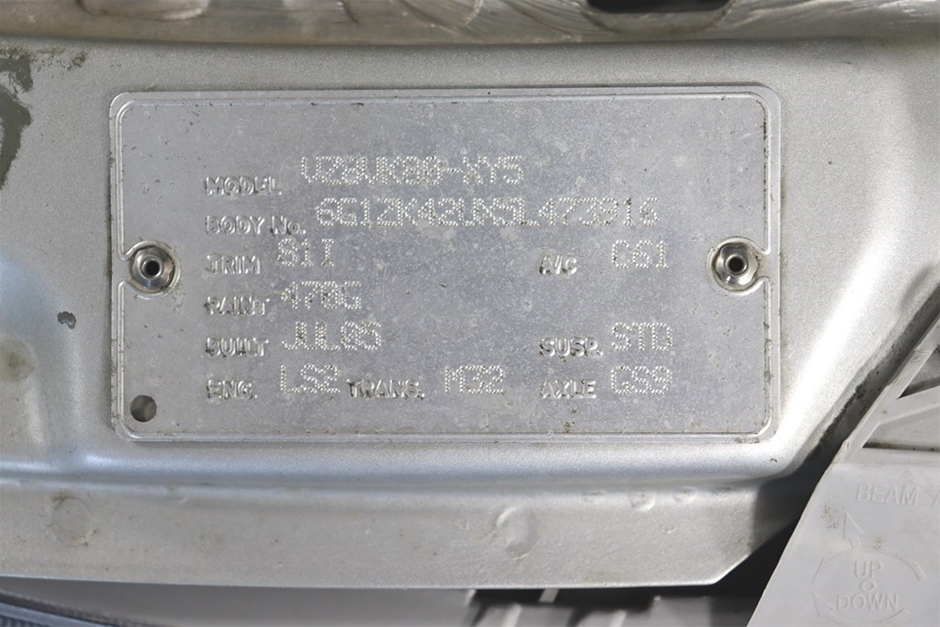 MODEL VZ8VK80-XY5
BODY No. 6G1ZK42UX5L473916
TRIM 81I A/C C61
PAINT 470G
BUILT JUL05 SUSP. STD
ENG. LS2 TRANS. M32 AXLE GS9
BEAM
UP
DOWN